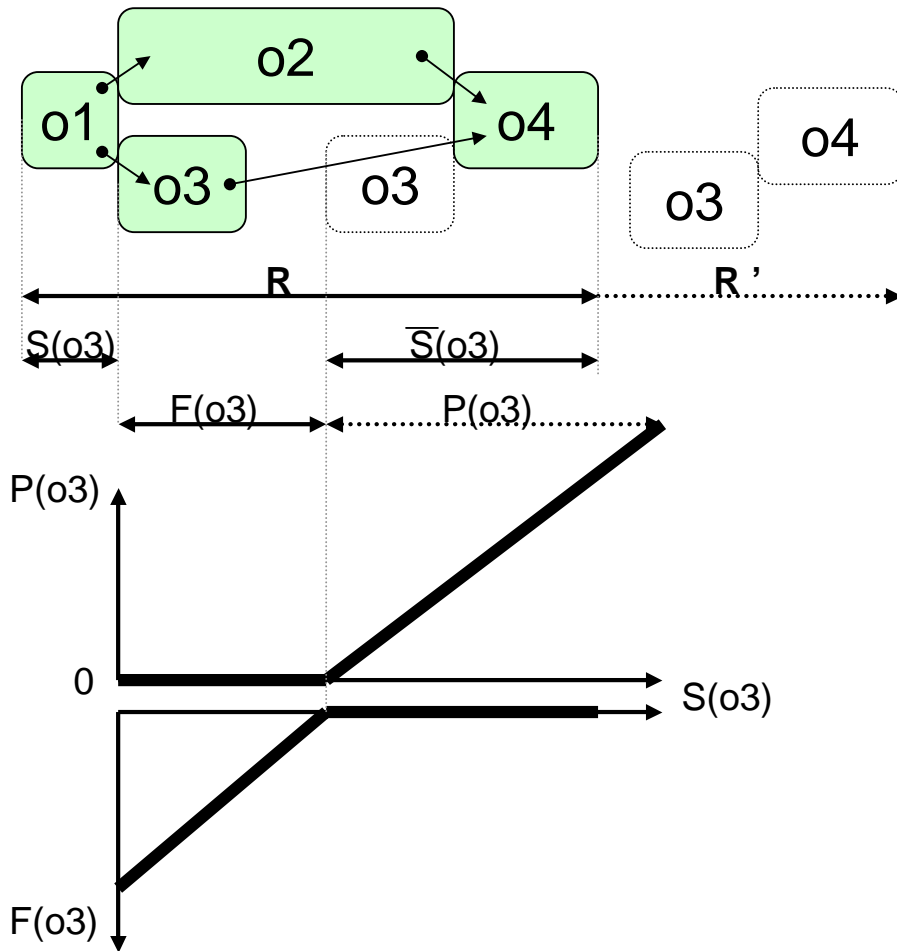 o2
o1
o4
o4
o3
o3
o3
R
R '
S(o3)
S̅(o3)
F(o3)
P(o3)
P(o3)
0
S(o3)
F(o3)